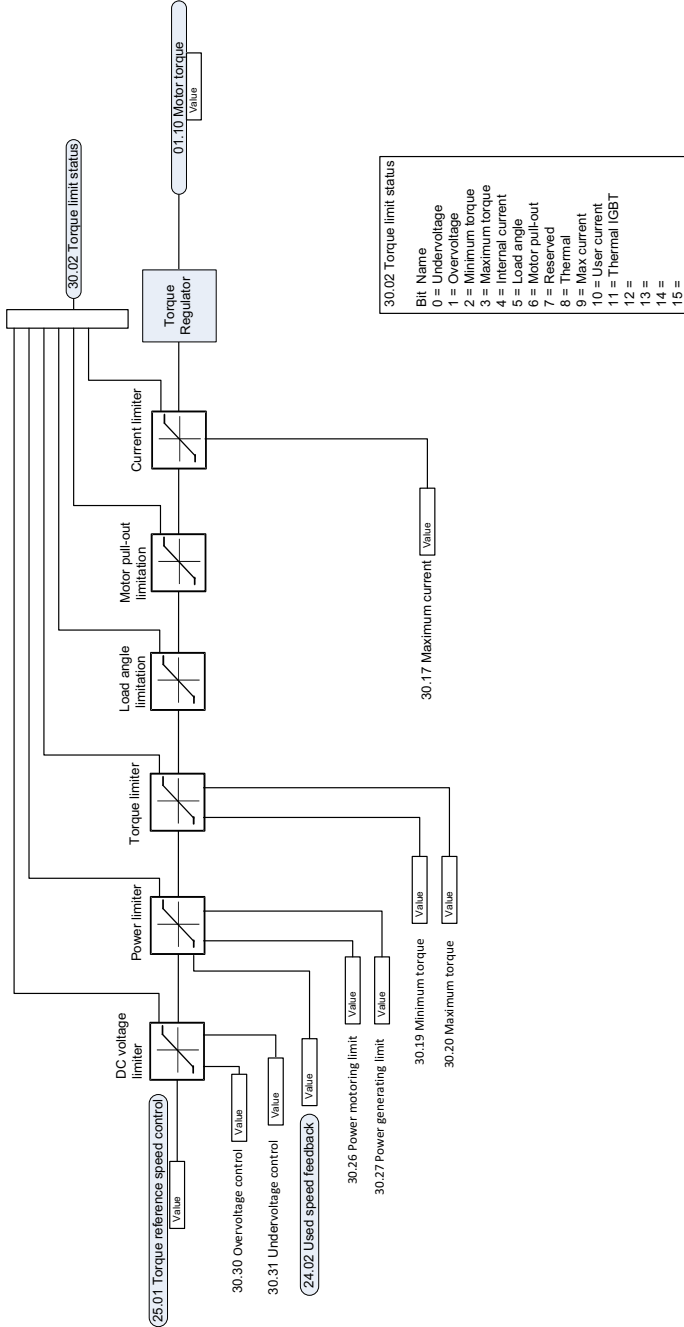 30.02 Torque limit status
25.01 Torque reference speed control
Value
DC voltage
limiter
Power limiter
Torque limiter
Load angle
limitation
Motor pull-out
limitation
Current limiter
Torque
Regulator
01.10 Motor torque
Value
30.30 Overvoltage control
Value
30.31 Undervoltage control
Value
24.02 Used speed feedback
Value
30.26 Power motoring limit
Value
30.27 Power generating limit
Value
30.19 Minimum torque
Value
30.20 Maximum torque
Value
30.17 Maximum current
Value
30.02 Torque limit status
Bit Name
0 = Undervoltage
1 = Overvoltage
2 = Minimum torque
3 = Maximum torque
4 = Internal current
5 = Load angle
6 = Motor pull-out
7 = Reserved
8 = Thermal
9 = Max current
10 = User current
11 = Thermal IGBT
12 =
13 =
14 =
15 =